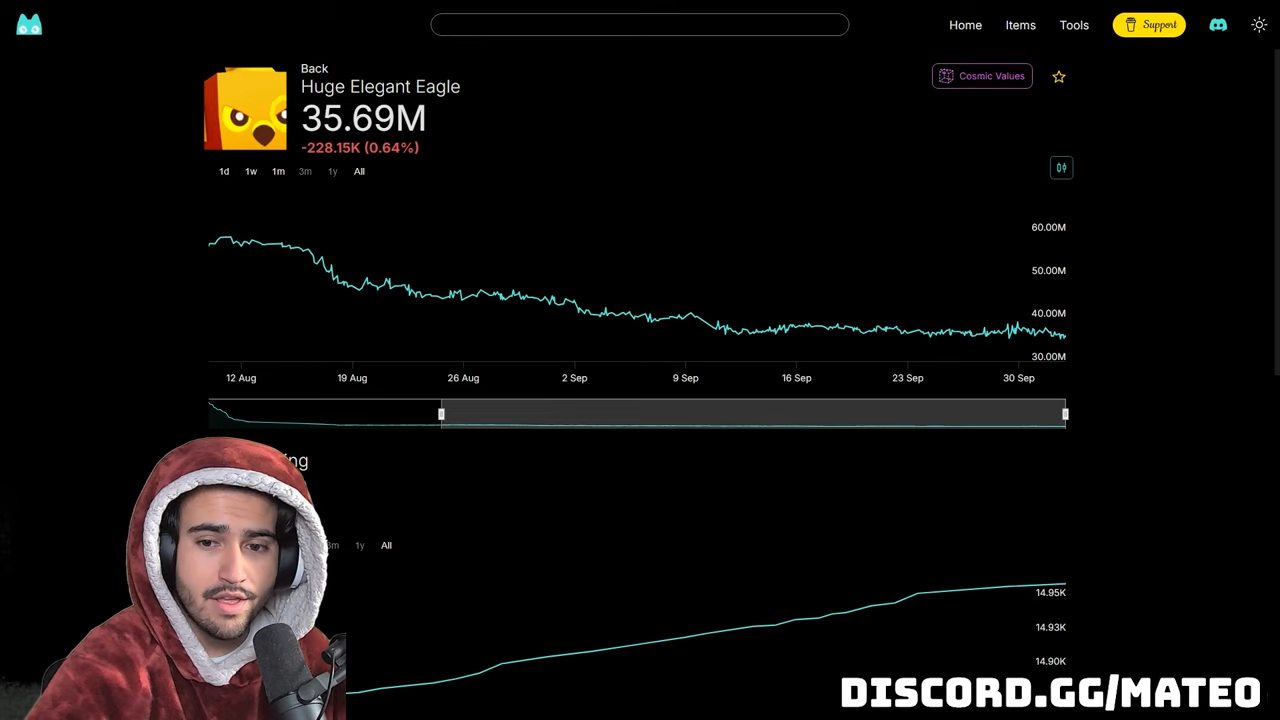 Home Items Tools Support
Back
Cosmic Values
Huge Elegant Eagle
35.69M
-228.15K (0.64%)
1d 1w 1m 3m 1y All
60.00M
50.00M
40.00M
30.00M
12 Aug 19 Aug 26 Aug 2 Sep 9 Sep 16 Sep 23 Sep 30 Sep
1y All
14.95K
14.93K
14.90K
DISCORD.GG/MATEO